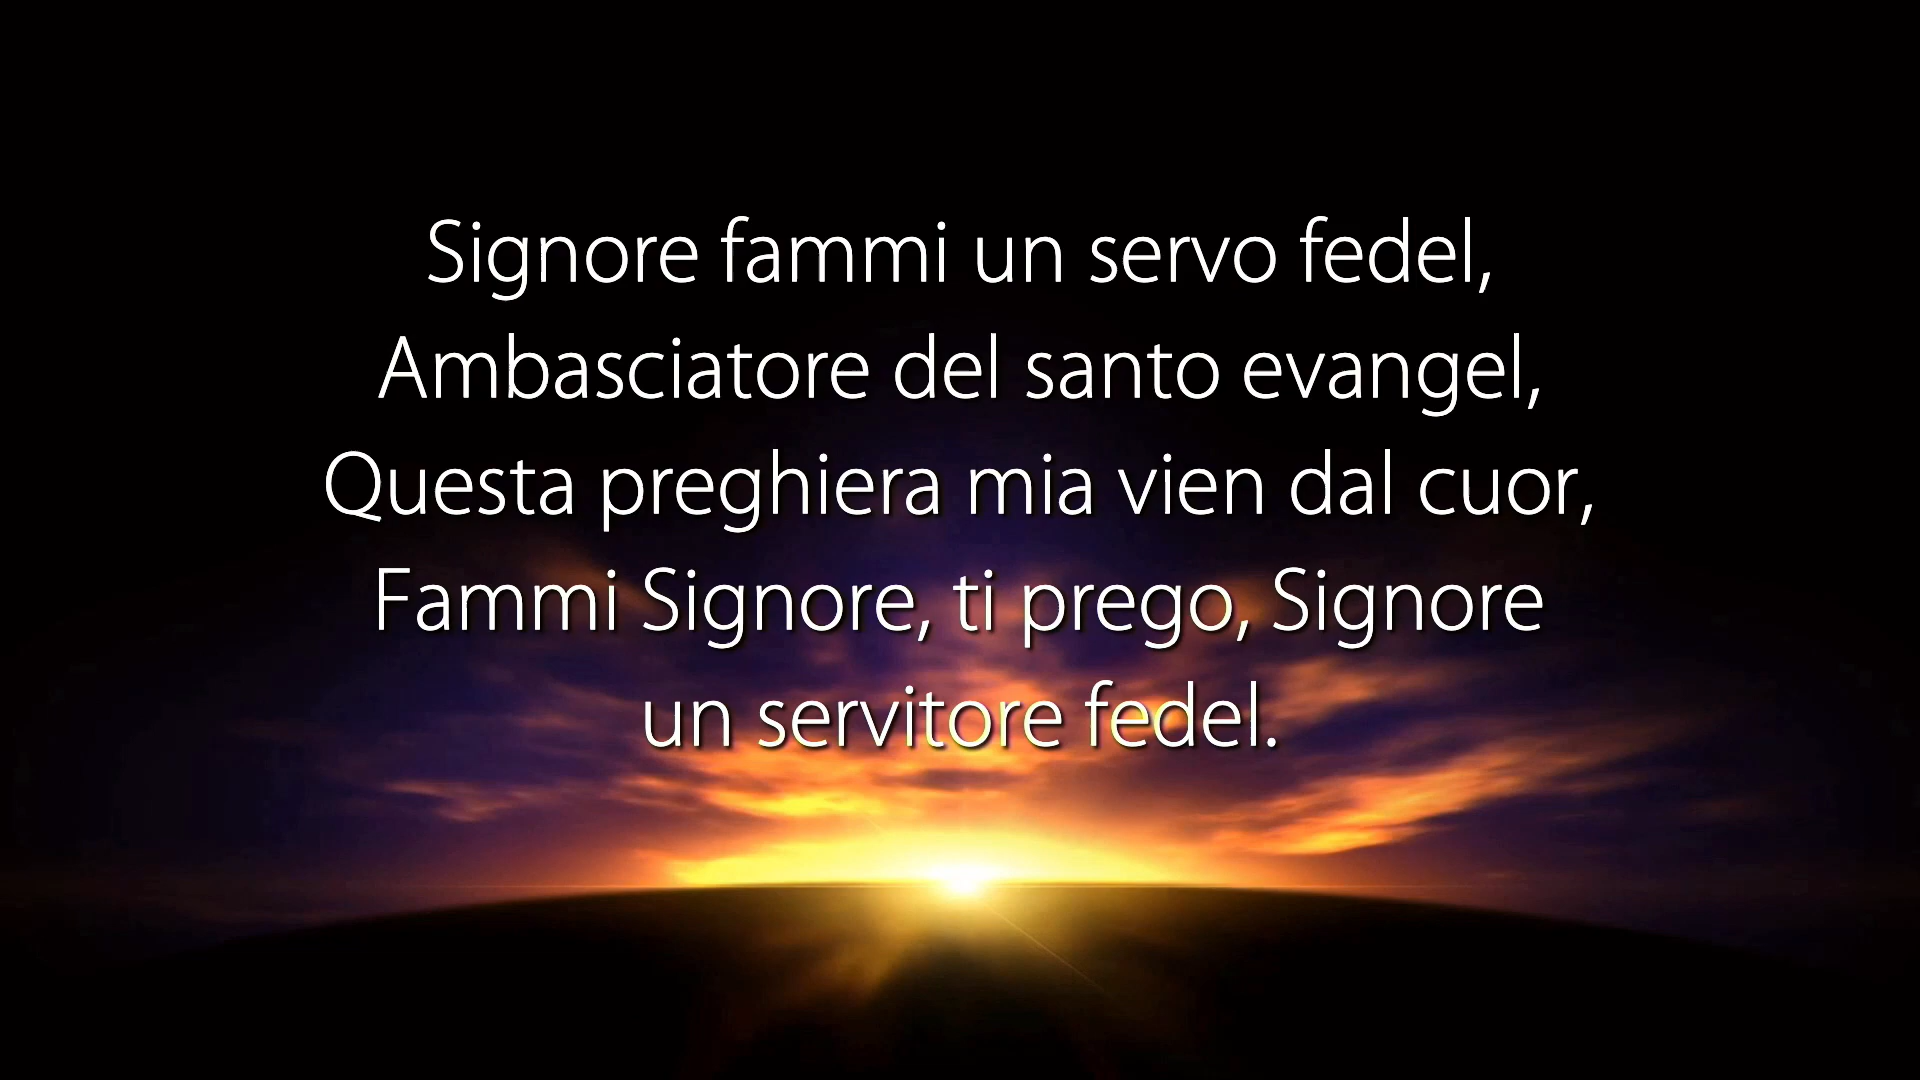 Signore fammi un servo fedel,
Ambasciatore del santo evangel,
Questa preghiera mia vien dal cuor,
Fammi Signore, ti prego, Signore
un servitore fedel.